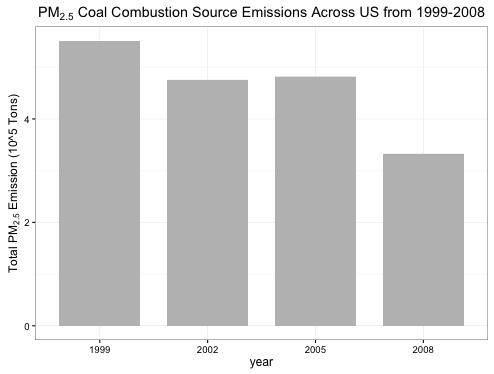 PM2.5 Coal Combustion Source Emissions Across US from 1999-2008
Total PM2.5 Emission (10^5 Tons)
4
2
0
1999 2002 2005 2008
year